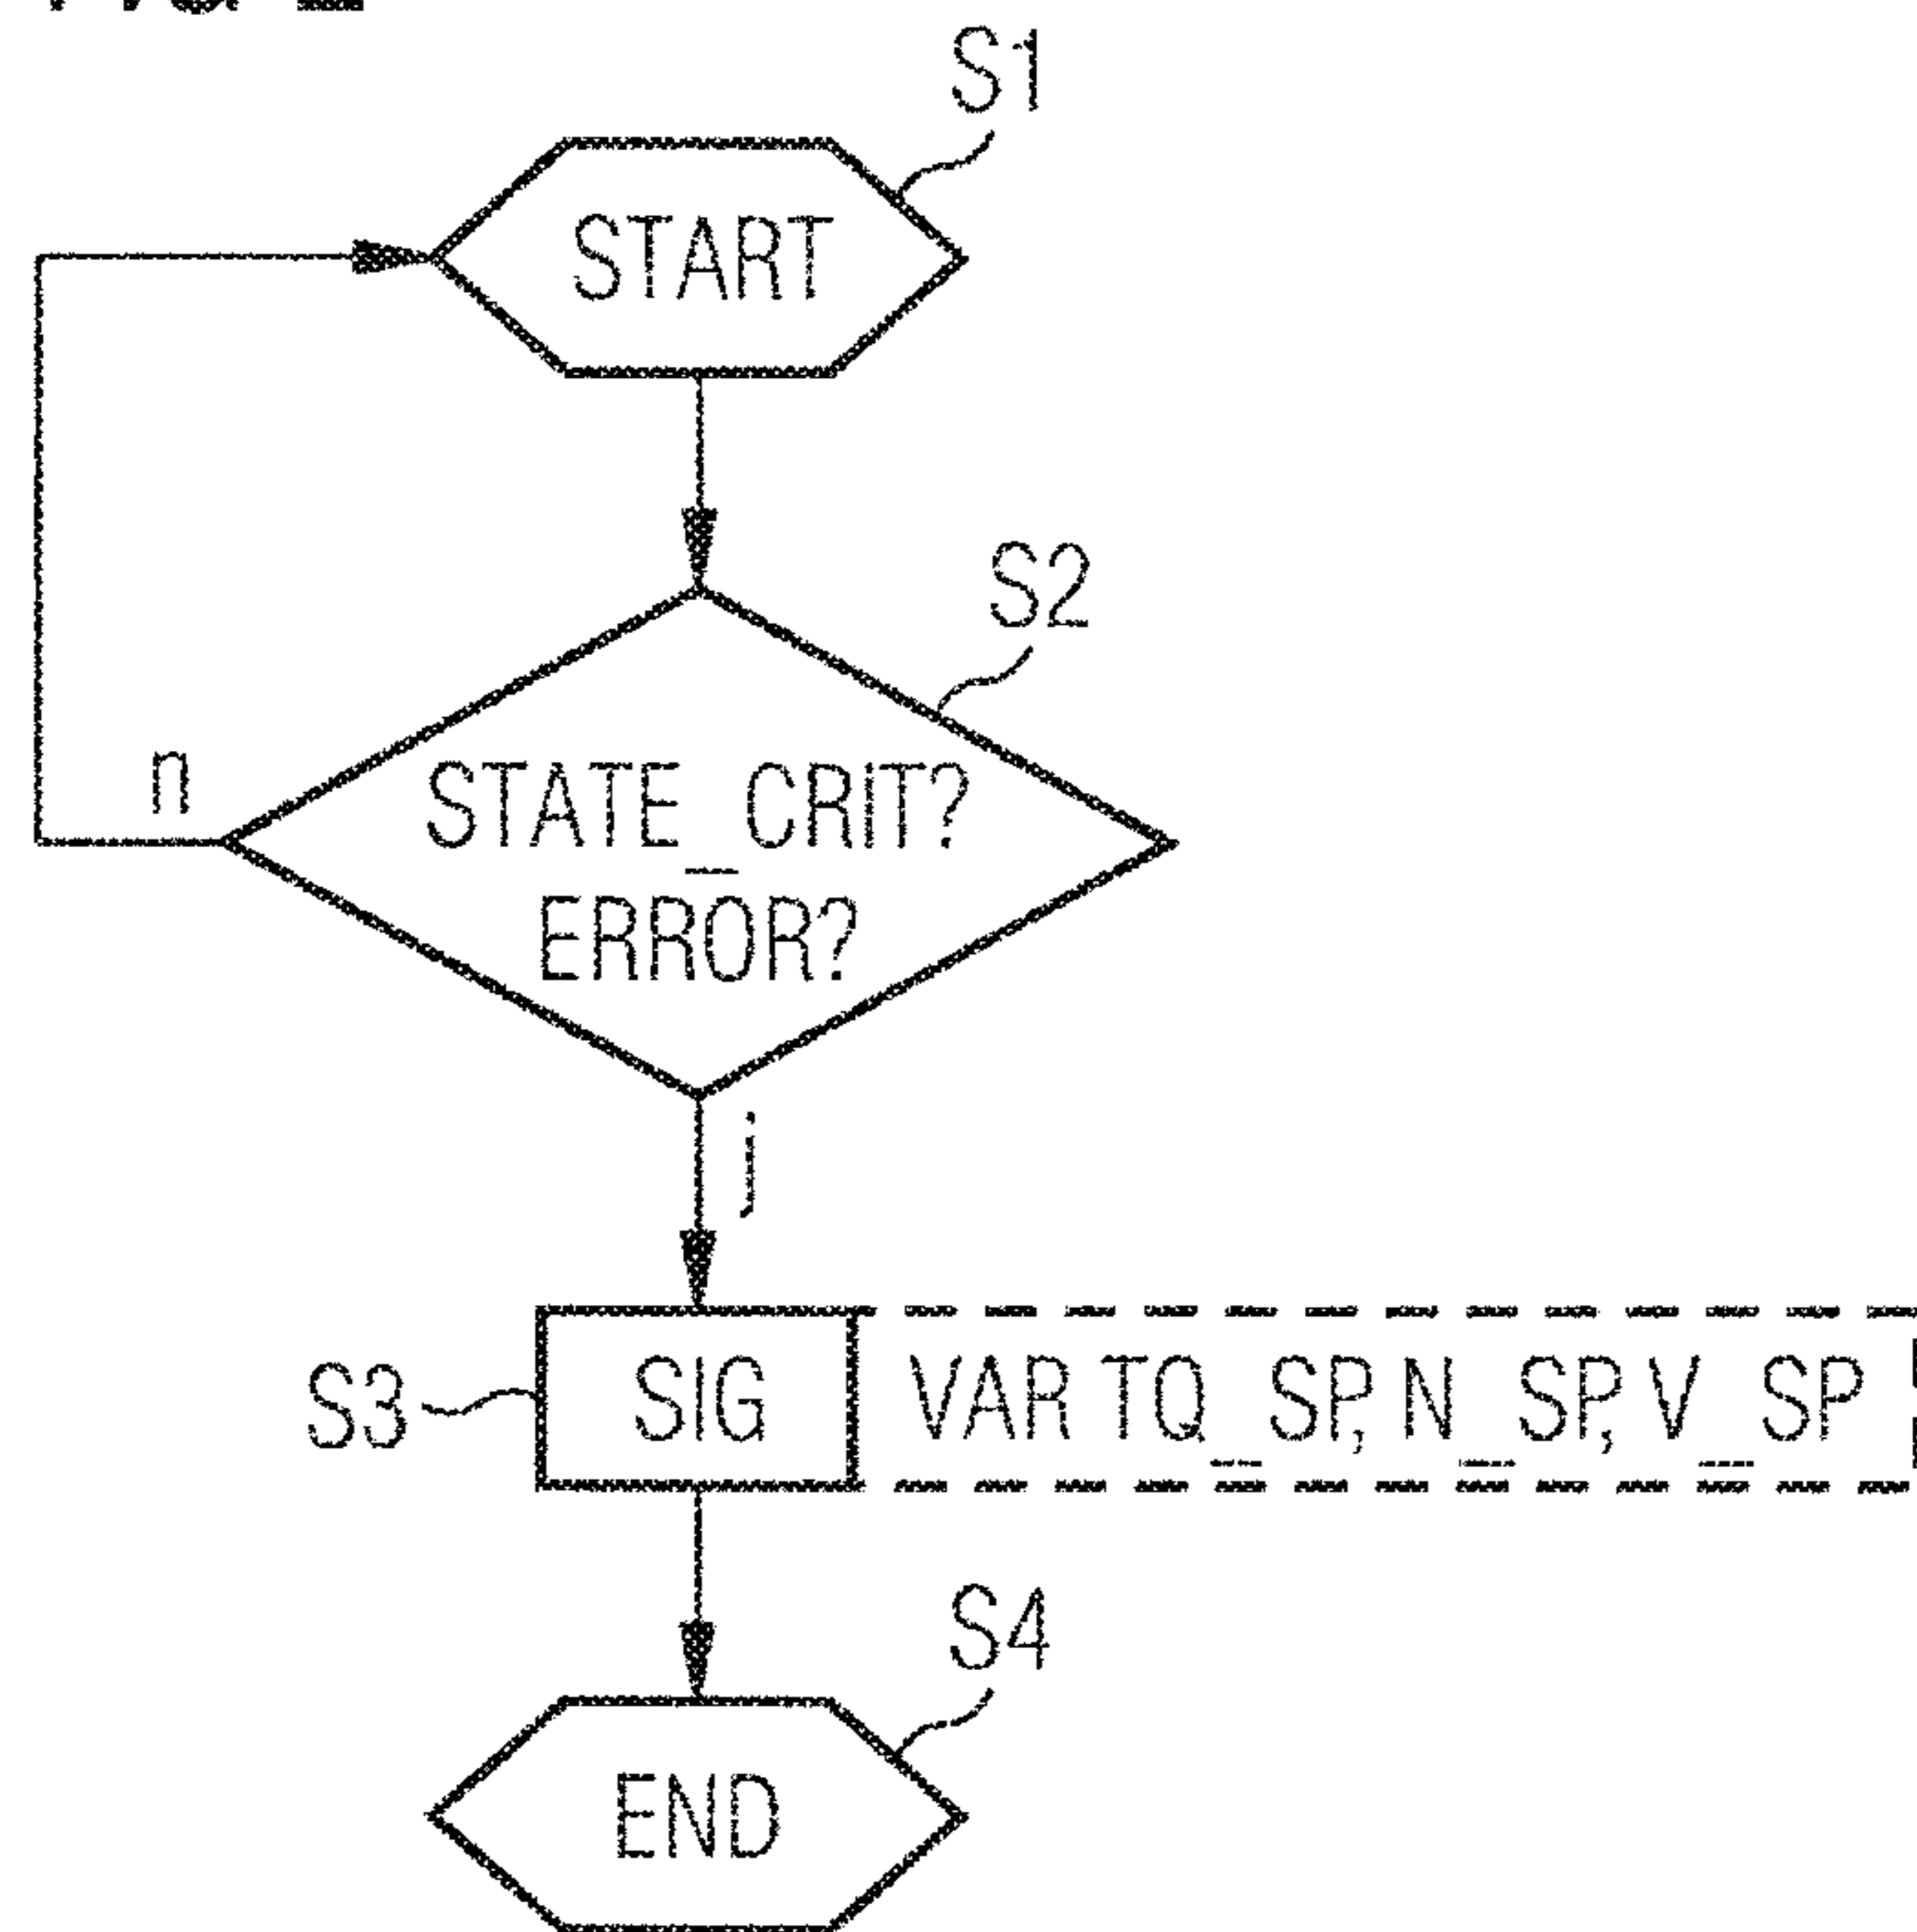 S1
START
S2
n
STATE_CRIT?
ERROR?
j
S3
SIG
VAR TQ_SP, N_SP, V_SP
S4
END